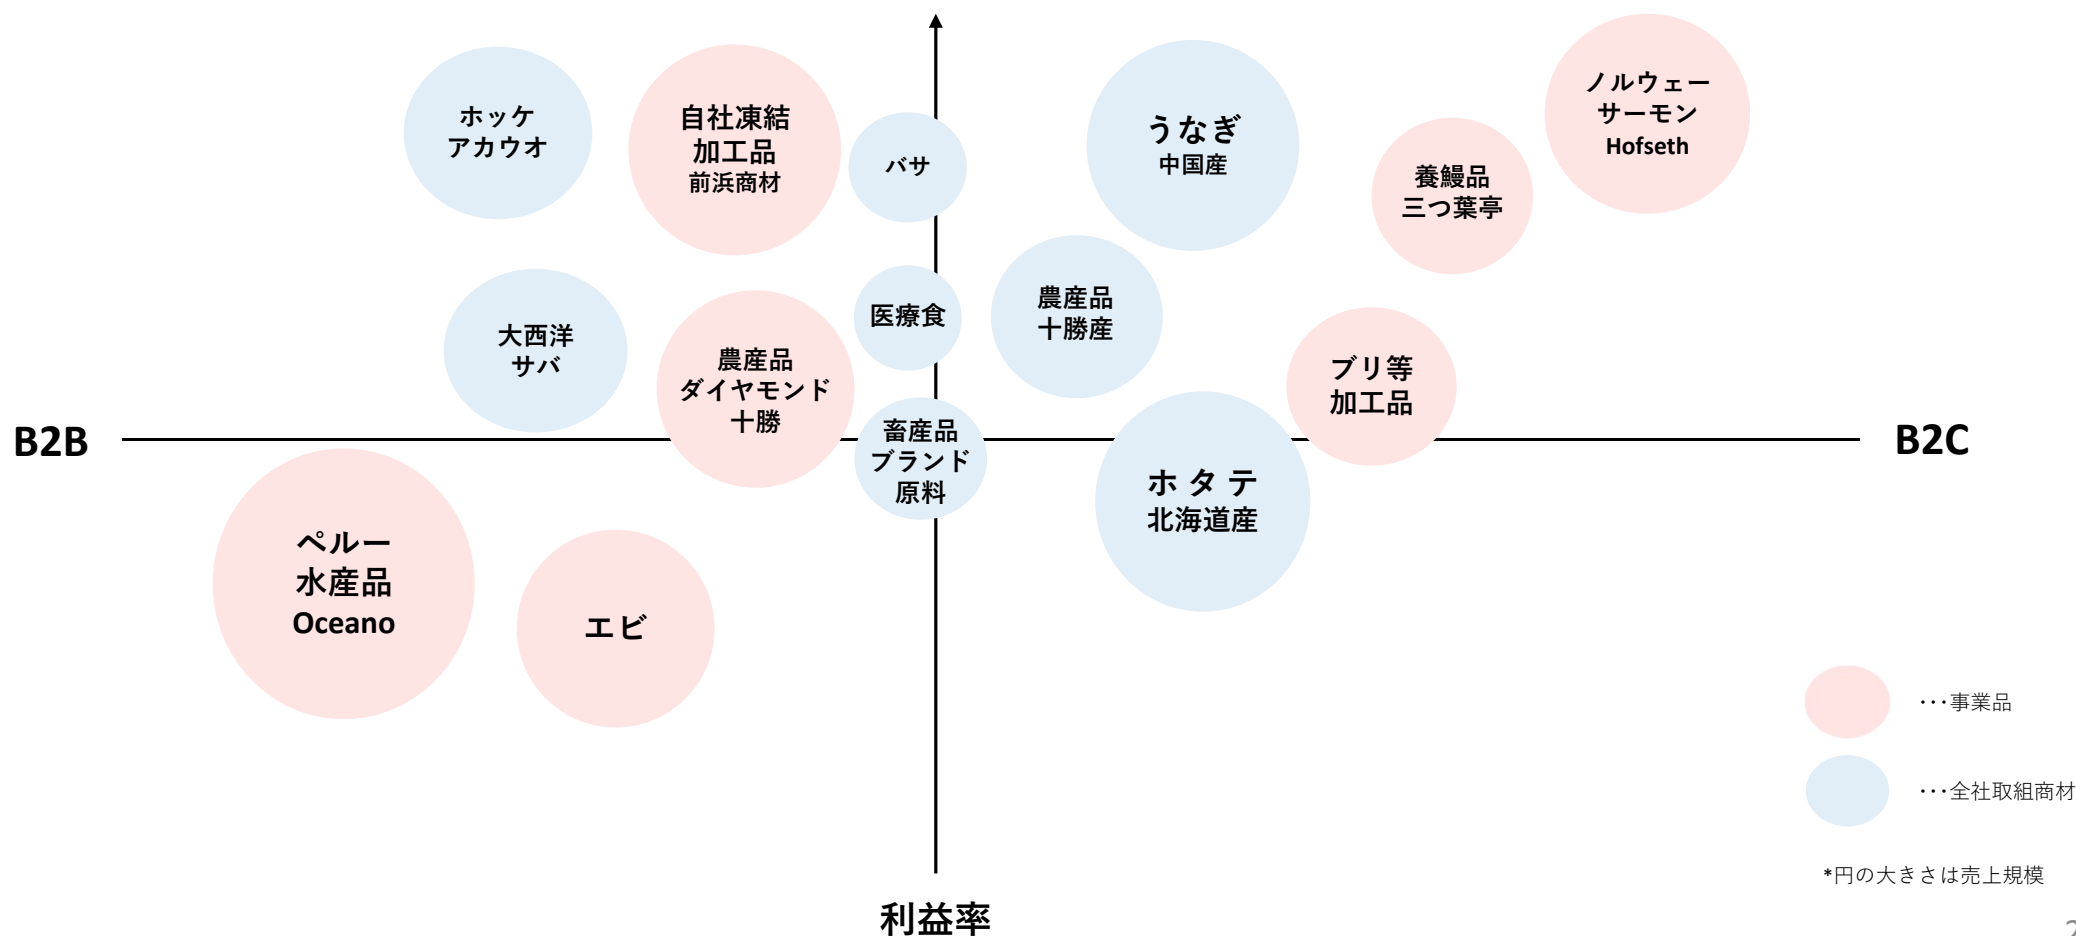 ホッケ
アカウオ
自社凍結
加工品
前浜商材
バサ
うなぎ
中国産
養鰻品
三つ葉亭
ノルウェー
サーモン
Hofseth
大西洋
サバ
農産品
ダイヤモンド
十勝
医療食
農産品
十勝産
ブリ等
加工品
B2B
畜産品
ブランド
原料
ホタテ
北海道産
B2C
ペルー
水産品
Oceano
エビ
･･･事業品
･･･全社取組商材
*円の大きさは売上規模
利益率